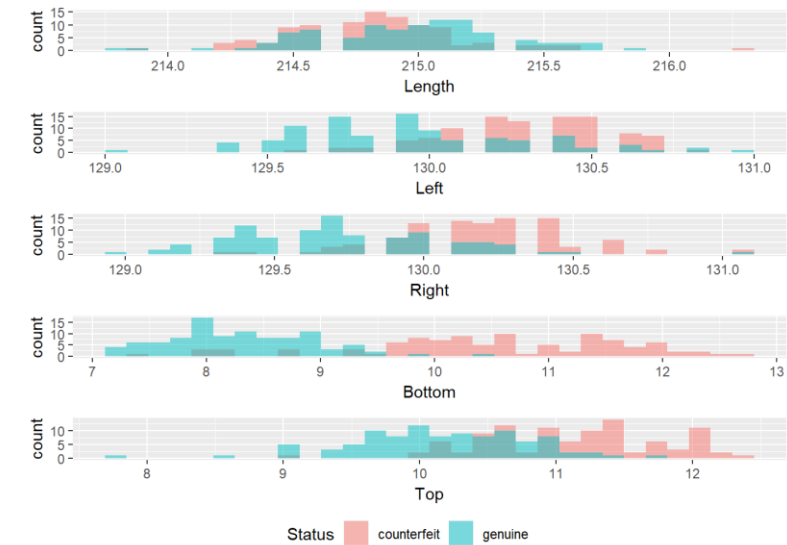 count
15
10
5
0
214.0 214.5 215.0 215.5 216.0
Length
count
15
10
5
0
129.0 129.5 130.0 130.5 131.0
Left
count
15
10
5
0
129.0 129.5 130.0 130.5 131.0
Right
count
15
10
5
0
7 8 9 10 11 12 13
Bottom
count
10
5
0
8 9 10 11 12
Top
Status counterfeit genuine